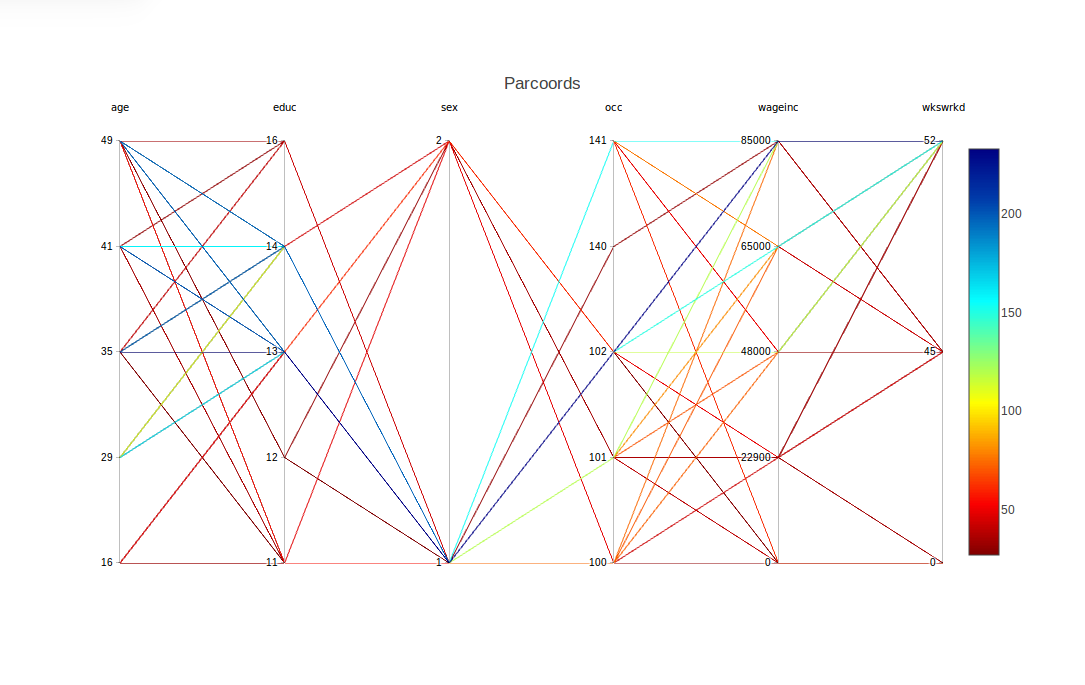 Parcoords
age educ sex occ wageinc wkswrkd
49 16 2 141 85000 52
200
41 14 140 65000
150
35 13 102 48000 45
100
29 12 101 22900
50
16 11 1 100 0 0